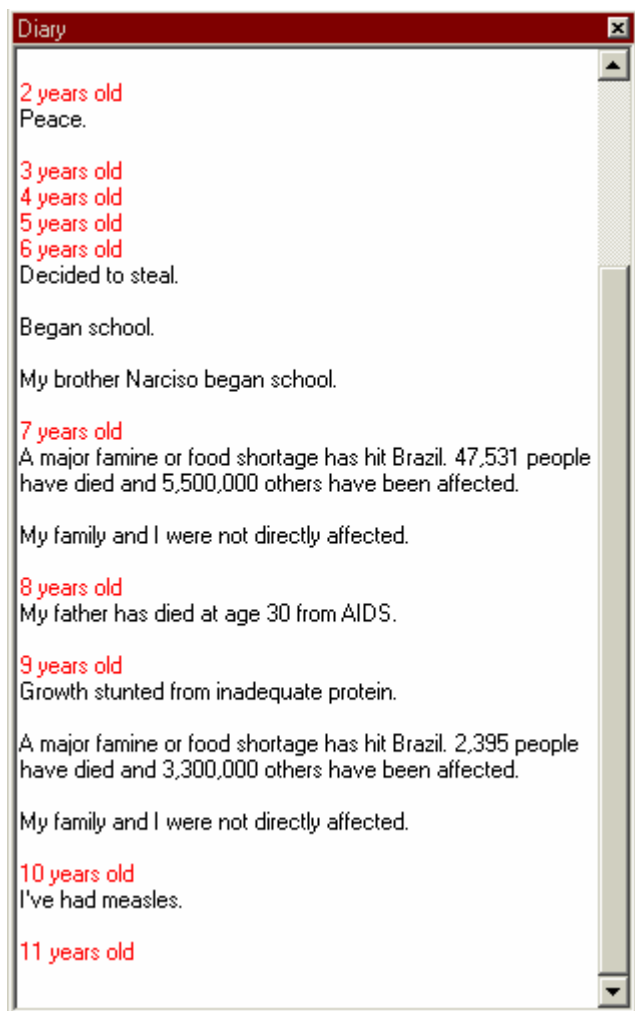 Diary
2 years old
Peace.
3 years old
4 years old
5 years old
6 years old
Decided to steal.
Began school.
My brother Narciso began school.
7 years old
A major famine or food shortage has hit Brazil. 47,531 people
have died and 5,500,000 others have been affected.
My family and I were not directly affected.
8 years old
My father has died at age 30 from AIDS.
9 years old
Growth stunted from inadequate protein.
A major famine or food shortage has hit Brazil. 2,395 people
have died and 3,300,000 others have been affected.
My family and I were not directly affected.
10 years old
I've had measles.
11 years old